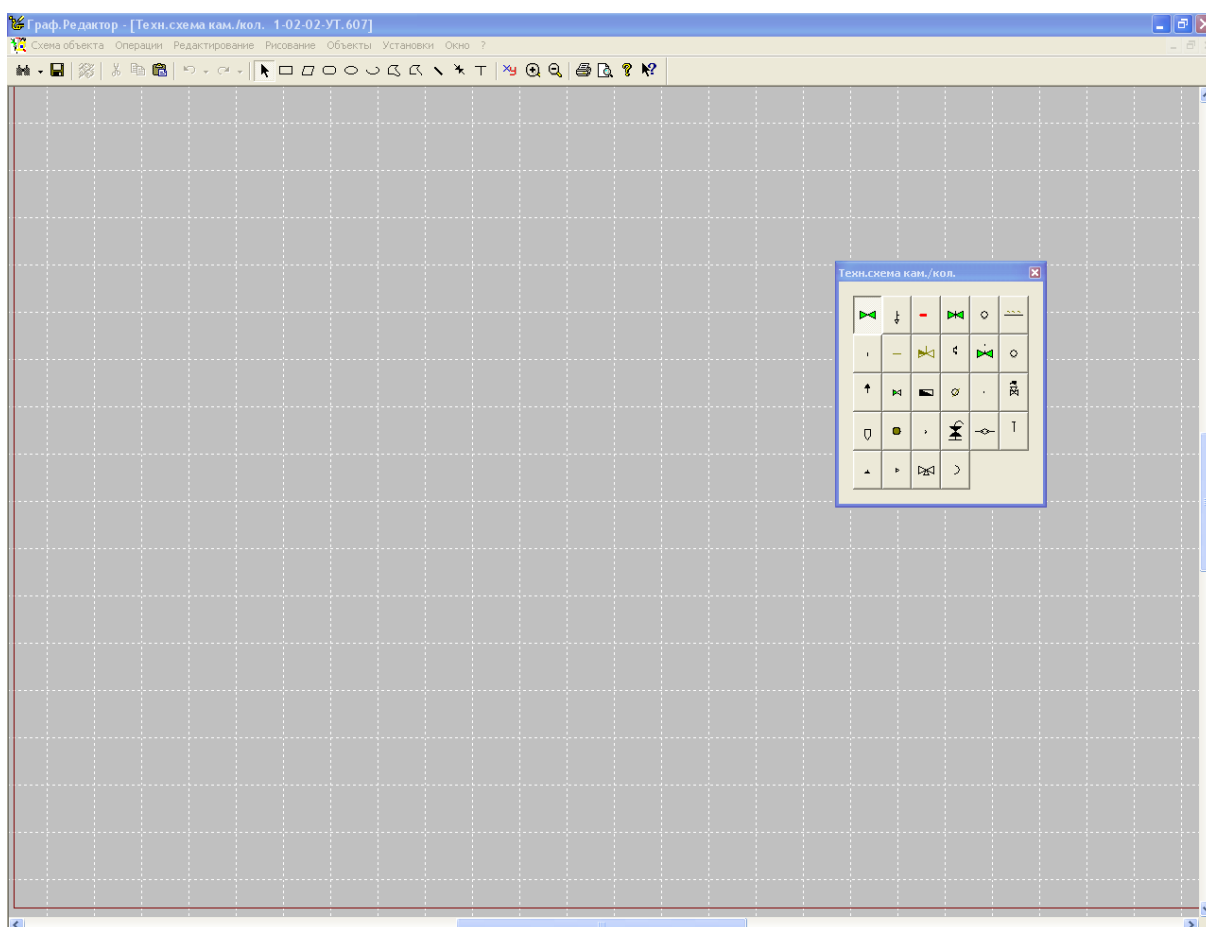 Граф.Редактор - [Техн.схема кам./кол. 1-02-02-УТ.607]
Схема объекта Операции Редактирование Рисование Объекты Установки Окно ?
Техн.схема кам./кол.